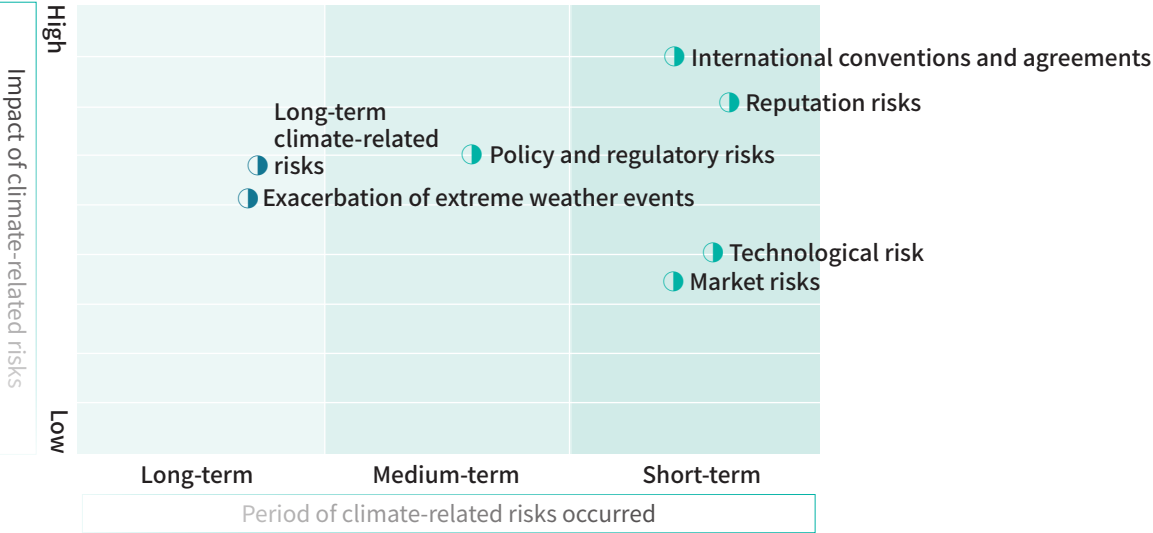 High
Impact of climate-related risks
Low
International conventions and agreements
Reputation risks
Long-term
climate-related
risks
Policy and regulatory risks
Exacerbation of extreme weather events
Technological risk
Market risks
Long-term
Medium-term
Short-term
Period of climate-related risks occurred